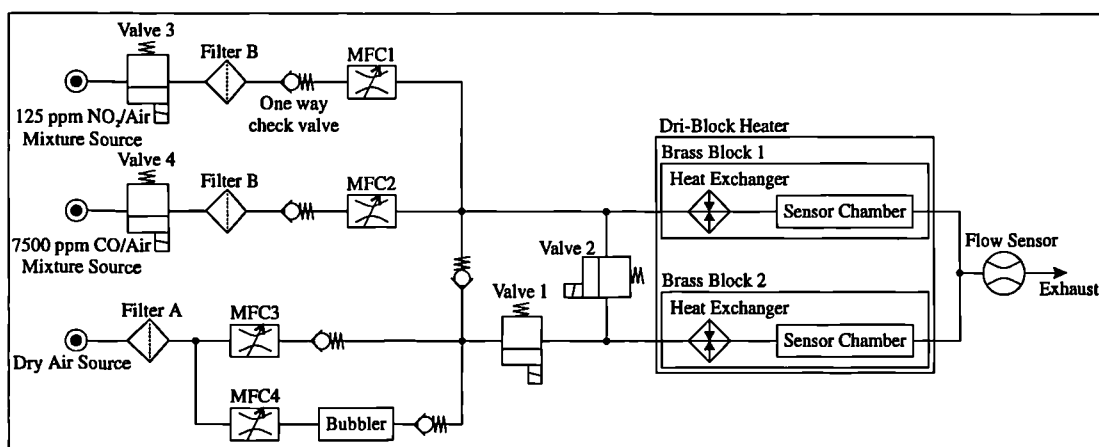 Valve 3
Filter B
MFC1
One way
check valve
125 ppm NO₂/Air
Mixture Source
Valve 4
Filter B
MFC2
7500 ppm CO/Air
Mixture Source
Filter A
MFC3
Dry Air Source
MFC4
Bubbler
Valve 1
Valve 2
Dri-Block Heater
Brass Block 1
Heat Exchanger
Sensor Chamber
Brass Block 2
Heat Exchanger
Sensor Chamber
Flow Sensor
Exhaust